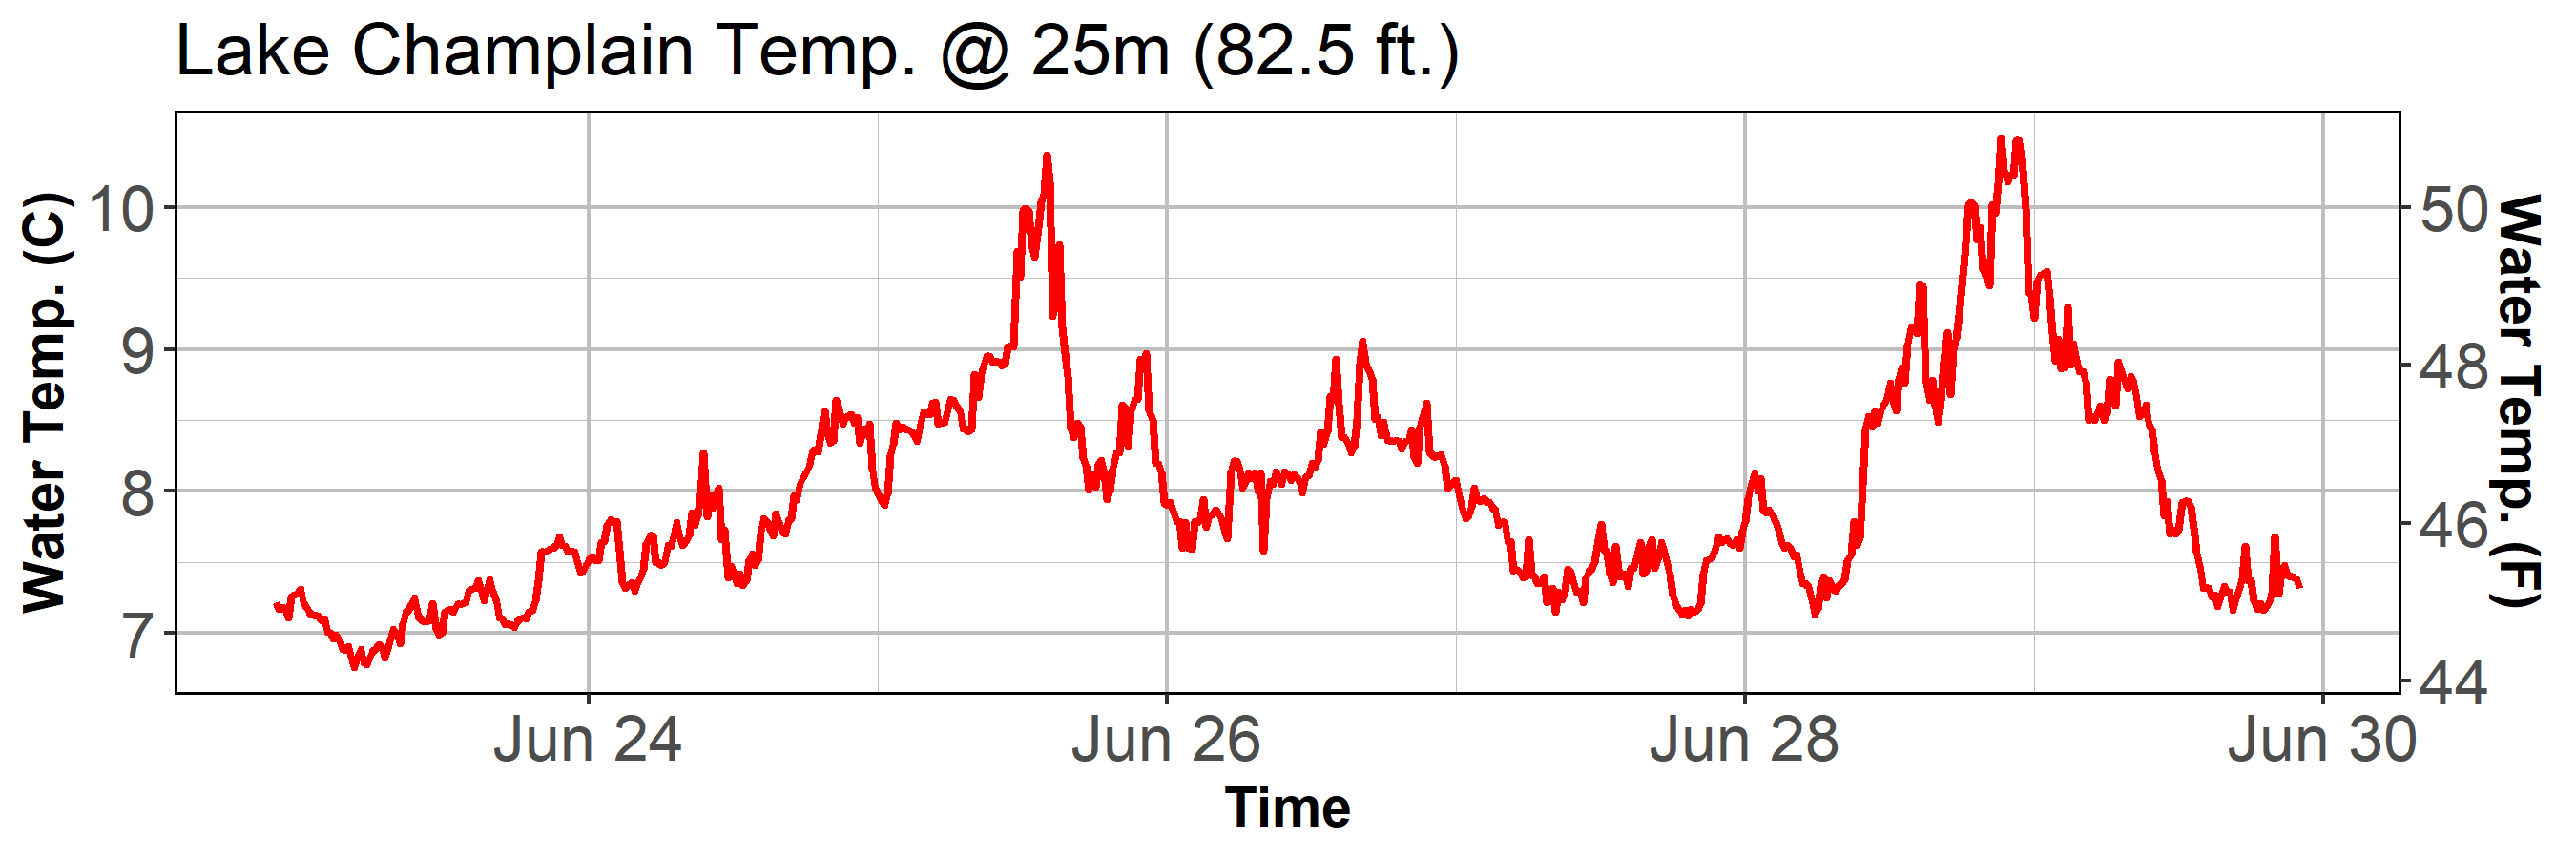 Lake Champlain Temp. @ 25m (82.5 ft.)
Water Temp. (C)
10
9
8
7
50
48
46
44
Water Temp. (F)
Jun 24
Jun 26
Jun 28
Jun 30
Time